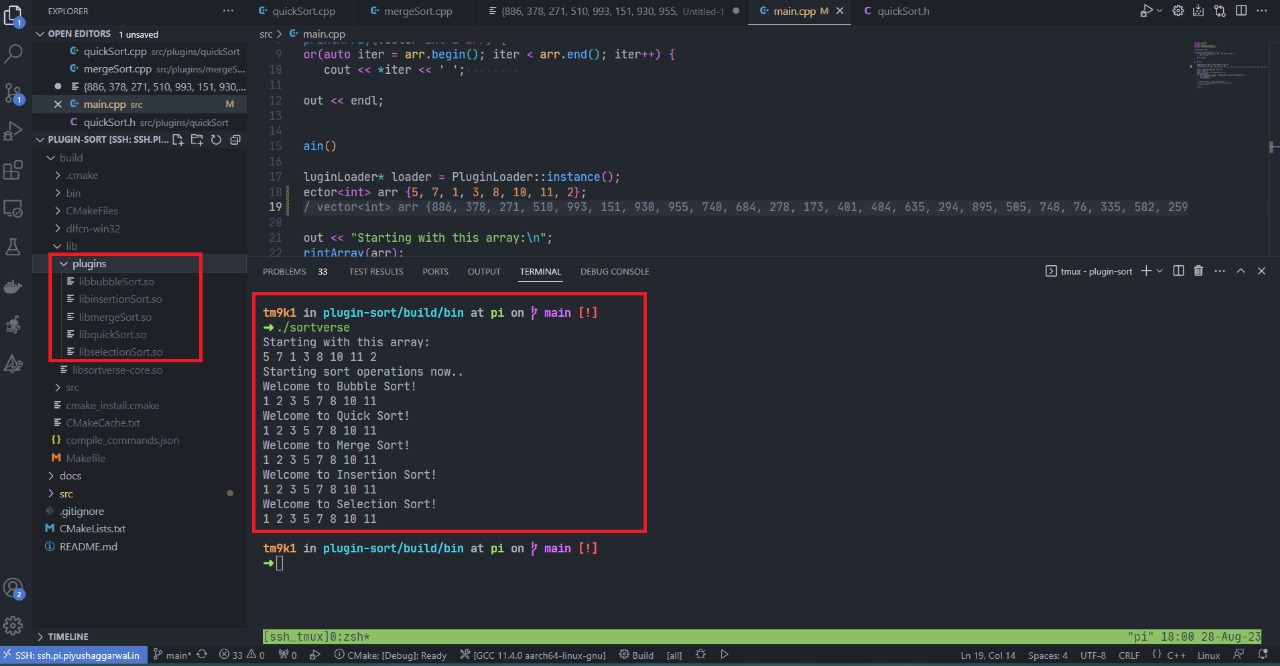 EXPLORER
quickSort.cpp
mergeSort.cpp
{886, 378, 271, 510, 993, 151, 930, 955, Untitled-1
main.cpp M
quickSort.h
OPEN EDITORS 1 unsaved
quickSort.cpp src/plugins/quickSort
mergeSort.cpp src/plugins/mergeS...
{886, 378, 271, 510, 993, 151, 930,...
main.cpp src M
quickSort.h src/plugins/quickSort
PLUGIN-SORT [SSH: SSH.PI....
build
.cmake
bin
CMakeFiles
dlfcn-win32
lib
plugins
libbubbleSort.so
libinsertionSort.so
libmergeSort.so
libquickSort.so
libselectionSort.so
libsortverse-core.so
src
cmake_install.cmake
CMakeCache.txt
compile_commands.json
Makefile
docs
src
.gitignore
CMakeLists.txt
README.md
TIMELINE
src > main.cpp
9 or(auto iter = arr.begin(); iter < arr.end(); iter++) {
10 cout << *iter << ' ';
11
12 out << endl;
13
14
15 ain()
16
17 luginLoader* loader = PluginLoader::instance();
18 ector<int> arr {5, 7, 1, 3, 8, 10, 11, 2};
19 / vector<int> arr {886, 378, 271, 510, 993, 151, 930, 955, 740, 684, 278, 173, 401, 404, 635, 294, 895, 505, 748, 76, 335, 582, 259
20
21 out << "Starting with this array:\n";
22 rintArray(arr);
PROBLEMS 33 TEST RESULTS PORTS OUTPUT TERMINAL DEBUG CONSOLE
tmux - plugin-sort
tm9k1 in plugin-sort/build/bin at pi on main [!]
➜ ./sortverse
Starting with this array:
5 7 1 3 8 10 11 2
Starting sort operations now..
Welcome to Bubble Sort!
1 2 3 5 7 8 10 11
Welcome to Quick Sort!
1 2 3 5 7 8 10 11
Welcome to Merge Sort!
1 2 3 5 7 8 10 11
Welcome to Insertion Sort!
1 2 3 5 7 8 10 11
Welcome to Selection Sort!
1 2 3 5 7 8 10 11
tm9k1 in plugin-sort/build/bin at pi on main [!]
➜
[ssh_tmux]0:zsh* "pi" 18:00 28-Aug-23
SSH: ssh.pi.piyushaggarwal.in main* 33 0 0 CMake: [Debug]: Ready [GCC 11.4.0 aarch64-linux-gnu] Build [all] Ln 19, Col 14 Spaces: 4 UTF-8 CRLF {} C++ Linux